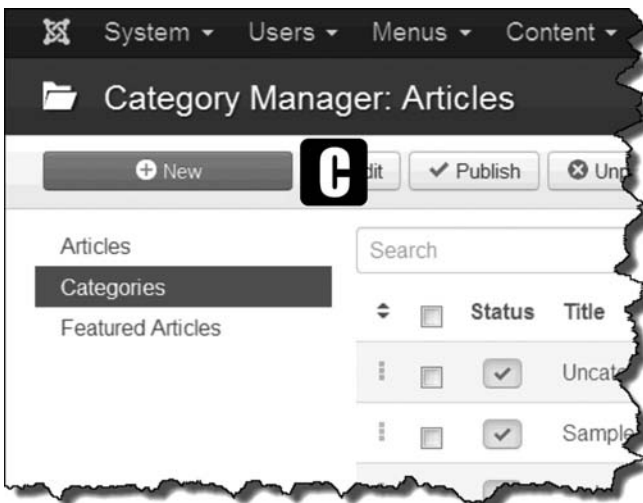 System Users Menus Content
Category Manager: Articles
New C dit Publish Unp
Articles
Search
Categories
Status Title
Featured Articles
Uncate
Sample